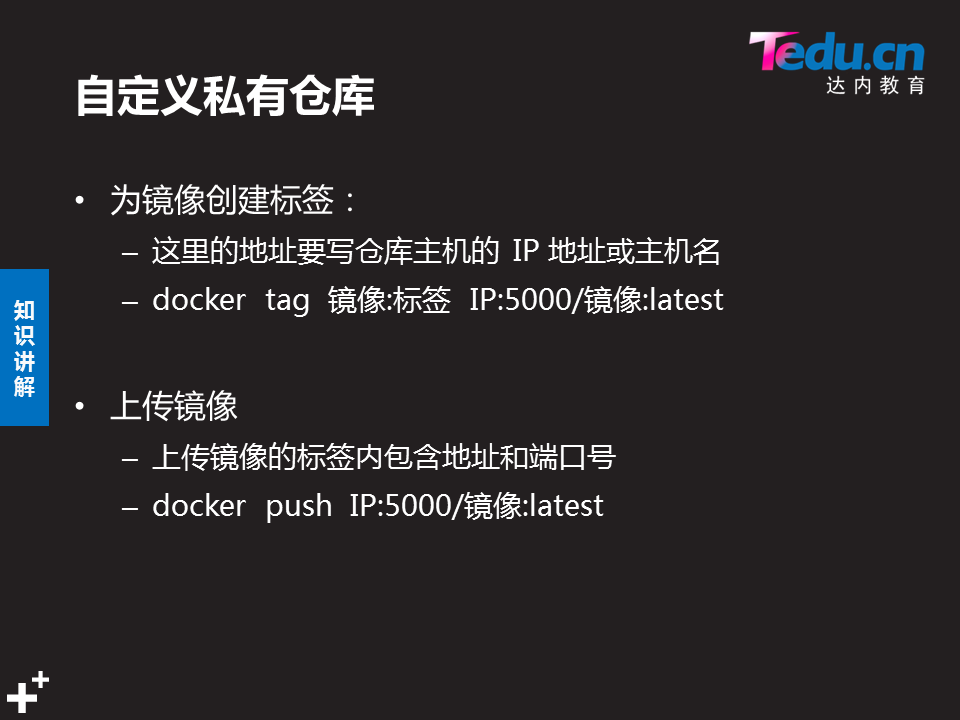 Tedu.cn
达内教育
自定义私有仓库
• 为镜像创建标签：
– 这里的地址要写仓库主机的 IP 地址或主机名
– docker tag 镜像:标签 IP:5000/镜像:latest
知识讲解
• 上传镜像
– 上传镜像的标签内包含地址和端口号
– docker push IP:5000/镜像:latest